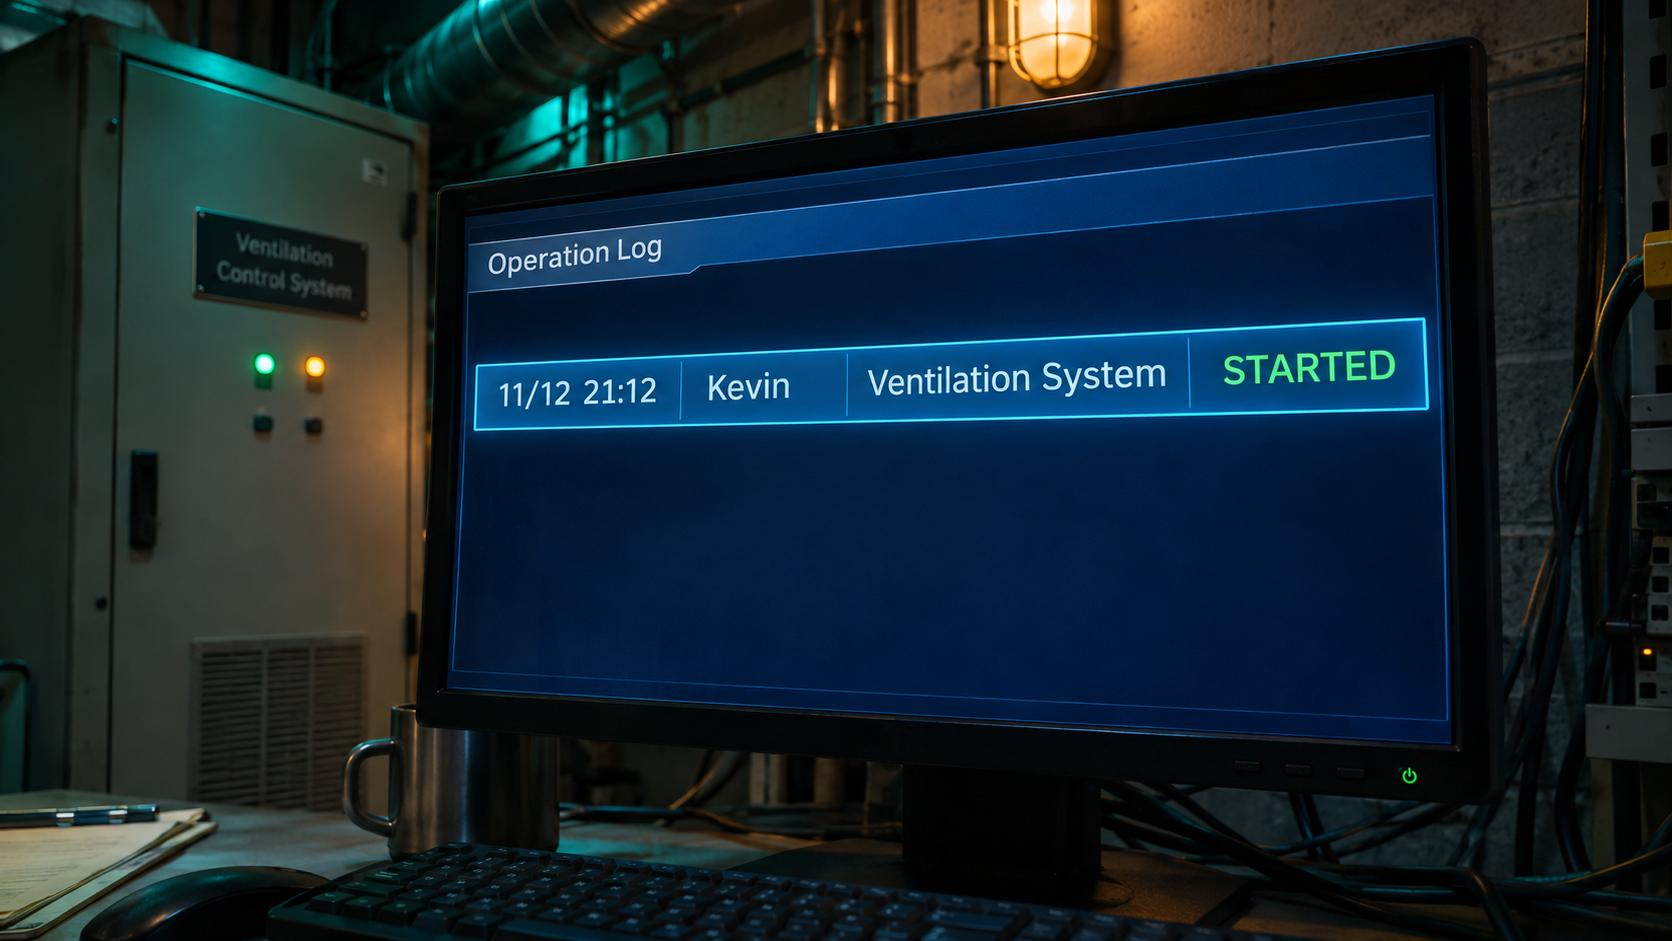 Ventilation
Control System
Operation Log
11/12 21:12 Kevin Ventilation System STARTED